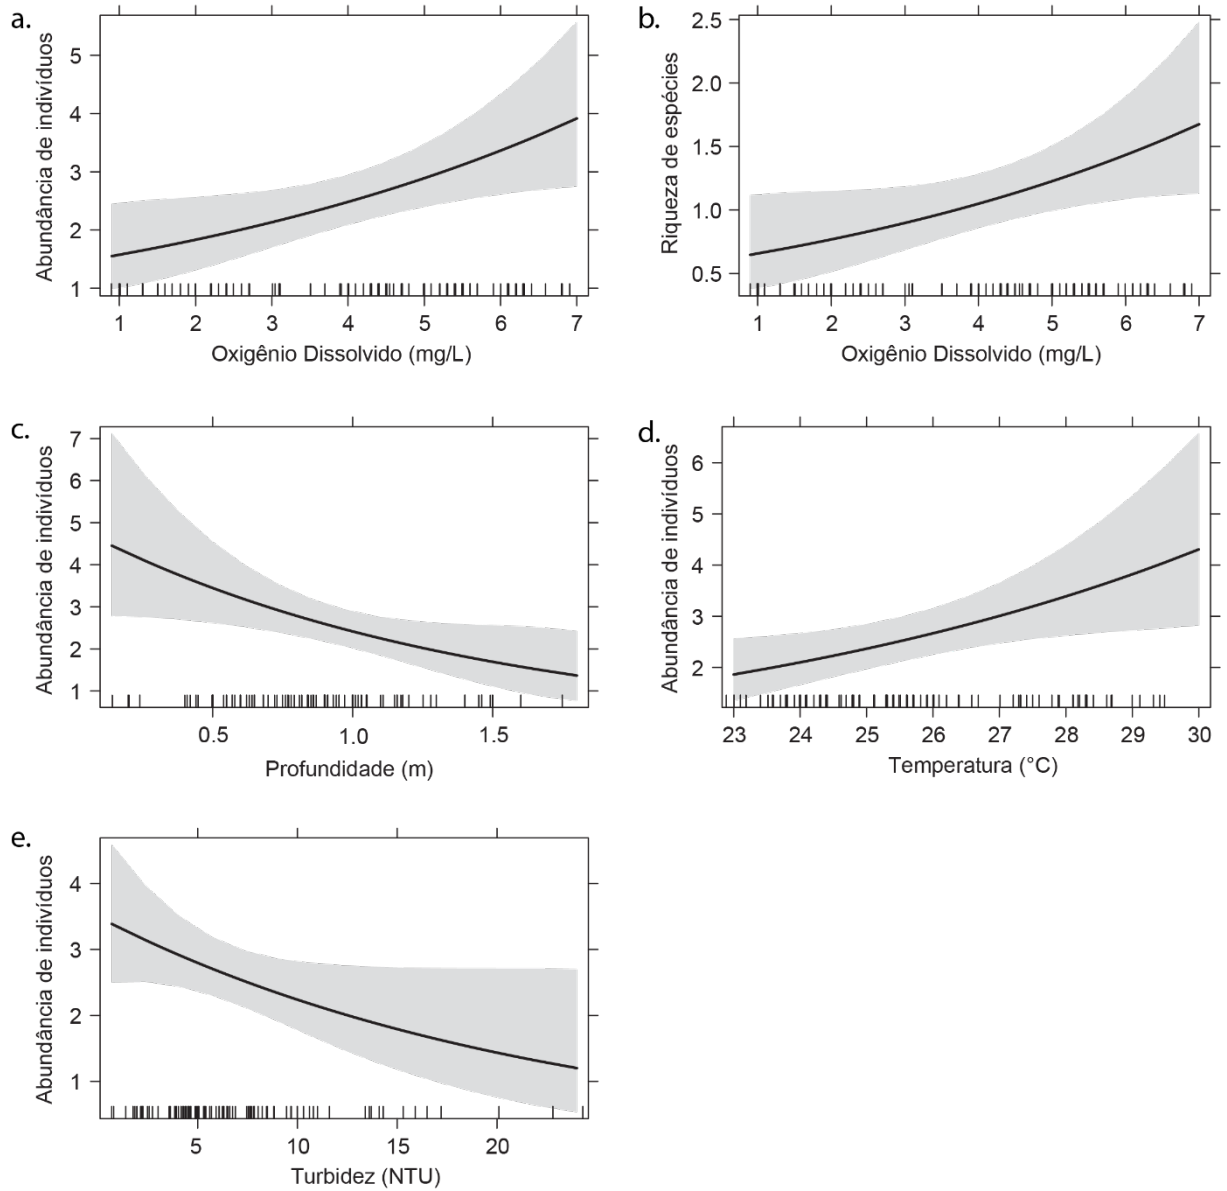 a.
Abundância de indivíduos
5
4
3
2
1
1 2 3 4 5 6 7
Oxigênio Dissolvido (mg/L)
b.
Riqueza de espécies
2.5
2.0
1.5
1.0
0.5
1 2 3 4 5 6 7
Oxigênio Dissolvido (mg/L)
c.
Abundância de indivíduos
7
6
5
4
3
2
1
0.5 1.0 1.5
Profundidade (m)
d.
Abundância de indivíduos
6
5
4
3
2
23 24 25 26 27 28 29 30
Temperatura (°C)
e.
Abundância de indivíduos
4
3
2
1
5 10 15 20
Turbidez (NTU)